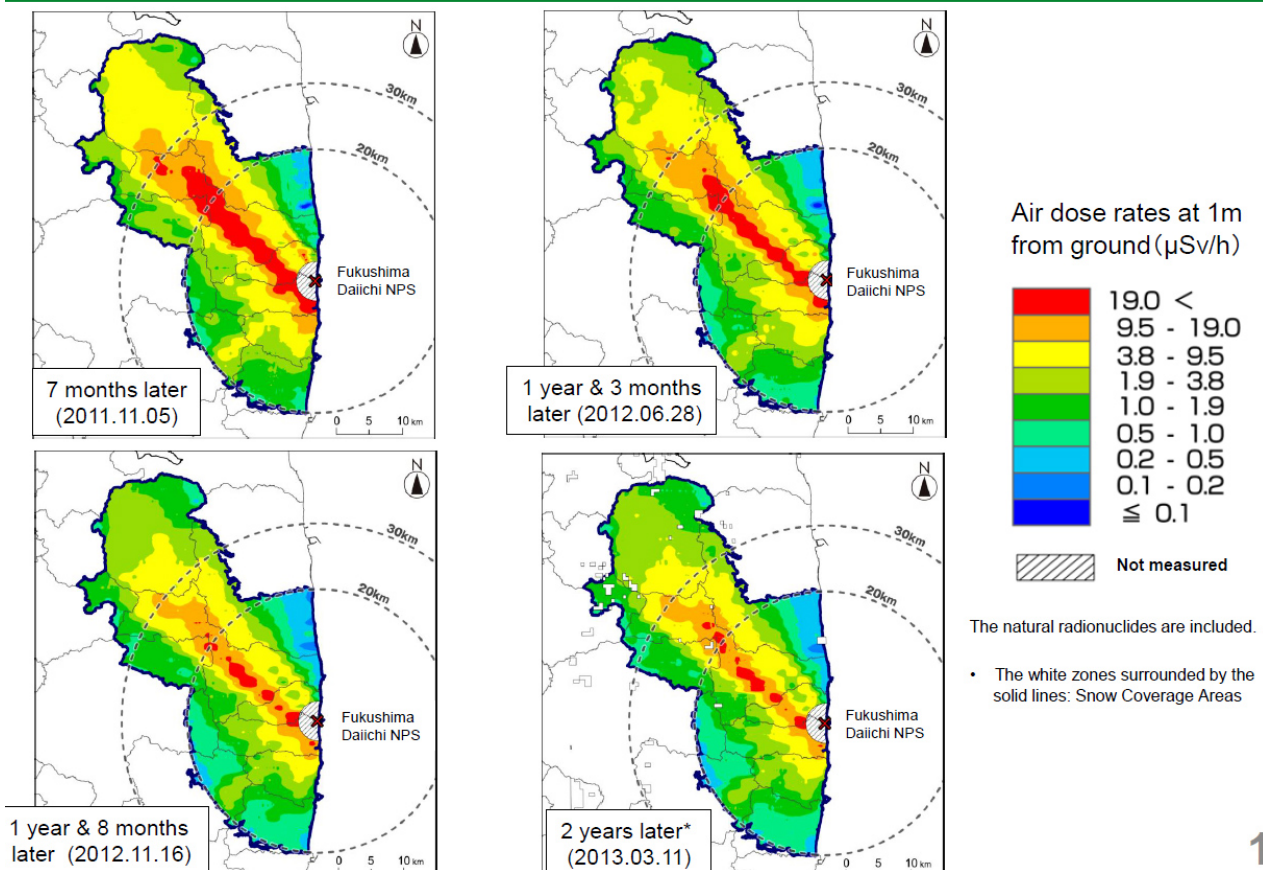 N
30km
20km
Fukushima
Daiichi NPS
7 months later
(2011.11.05)
0 5 10 km
N
30km
20km
Fukushima
Daiichi NPS
1 year & 3 months
later (2012.06.28)
0 5 10 km
Air dose rates at 1m
from ground(μSv/h)
19.0 <
9.5 - 19.0
3.8 - 9.5
1.9 - 3.8
1.0 - 1.9
0.5 - 1.0
0.2 - 0.5
0.1 - 0.2
≦ 0.1
Not measured
The natural radionuclides are included.
• The white zones surrounded by the
solid lines: Snow Coverage Areas
N
30km
20km
Fukushima
Daiichi NPS
1 year & 8 months
later (2012.11.16)
0 5 10 km
N
30km
20km
Fukushima
Daiichi NPS
2 years later*
(2013.03.11)
0 5 10 km
1